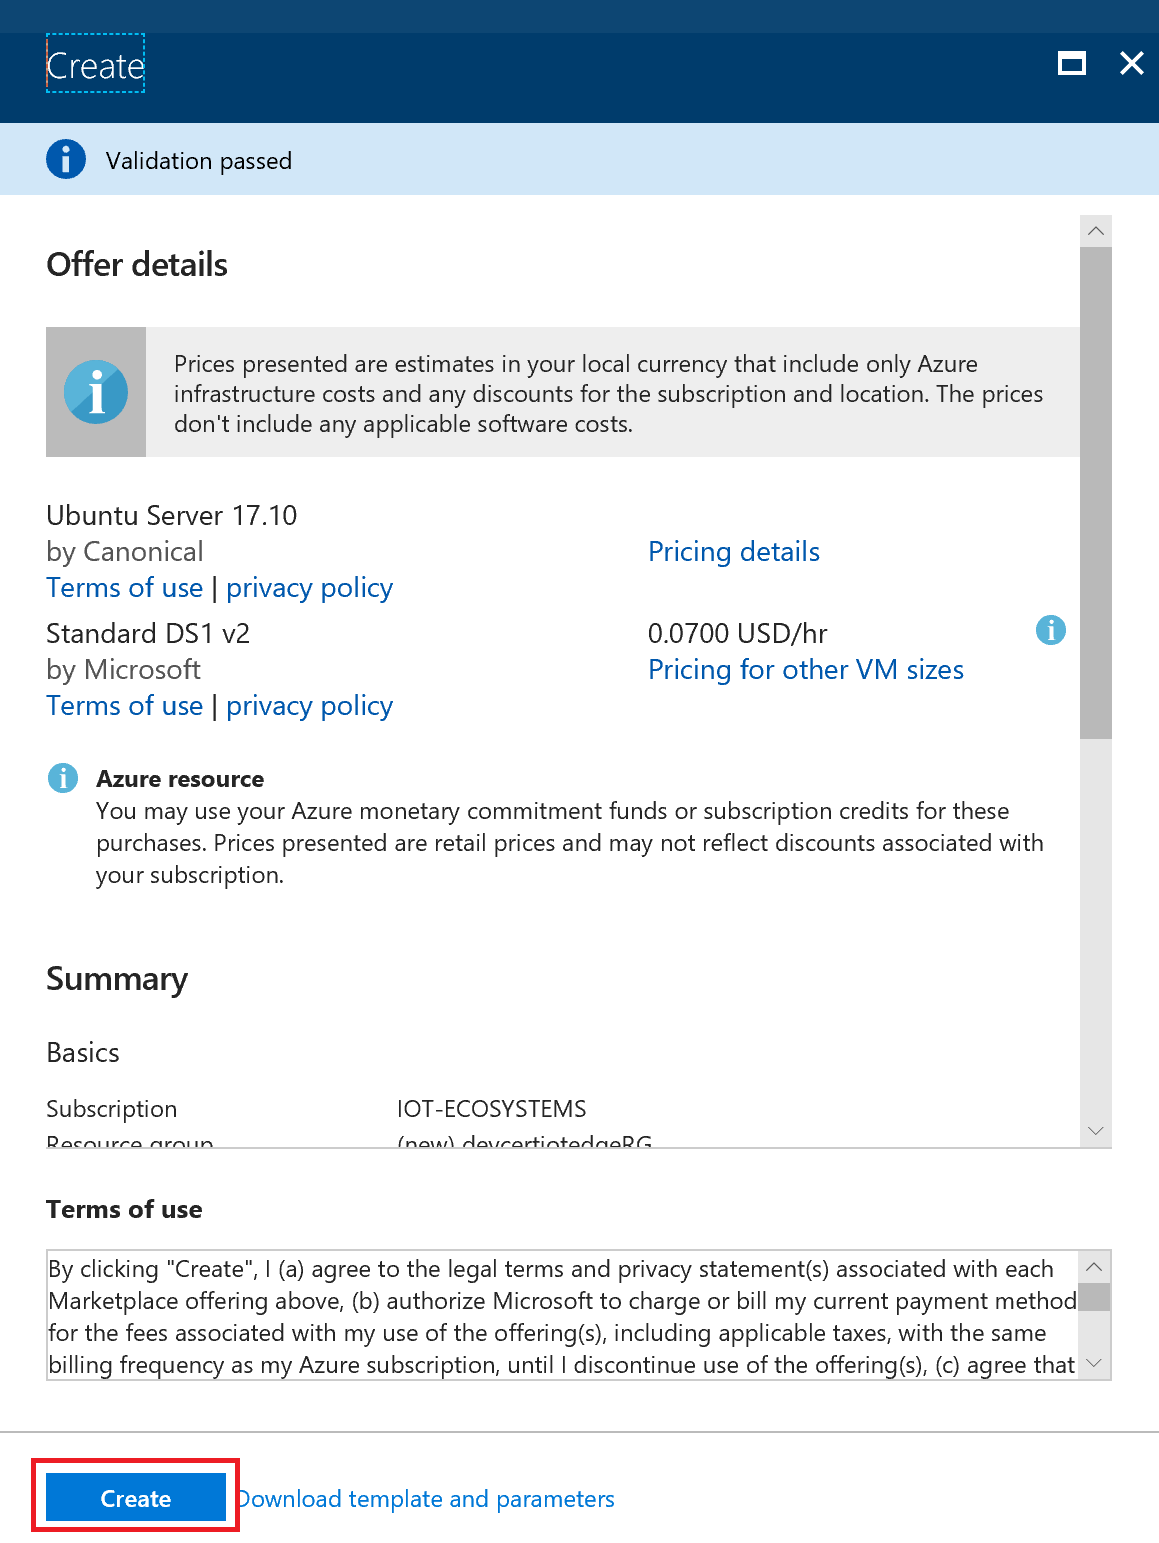 Create
Validation passed
Offer details
Prices presented are estimates in your local currency that include only Azure
infrastructure costs and any discounts for the subscription and location. The prices
don't include any applicable software costs.
Ubuntu Server 17.10
by Canonical
Pricing details
Terms of use | privacy policy
Standard DS1 v2
0.0700 USD/hr
by Microsoft
Pricing for other VM sizes
Terms of use | privacy policy
Azure resource
You may use your Azure monetary commitment funds or subscription credits for these
purchases. Prices presented are retail prices and may not reflect discounts associated with
your subscription.
Summary
Basics
Subscription IOT-ECOSYSTEMS
Resource group (new) devcertiotedgeRG
Terms of use
By clicking "Create", I (a) agree to the legal terms and privacy statement(s) associated with each
Marketplace offering above, (b) authorize Microsoft to charge or bill my current payment method
for the fees associated with my use of the offering(s), including applicable taxes, with the same
billing frequency as my Azure subscription, until I discontinue use of the offering(s), (c) agree that
Create Download template and parameters